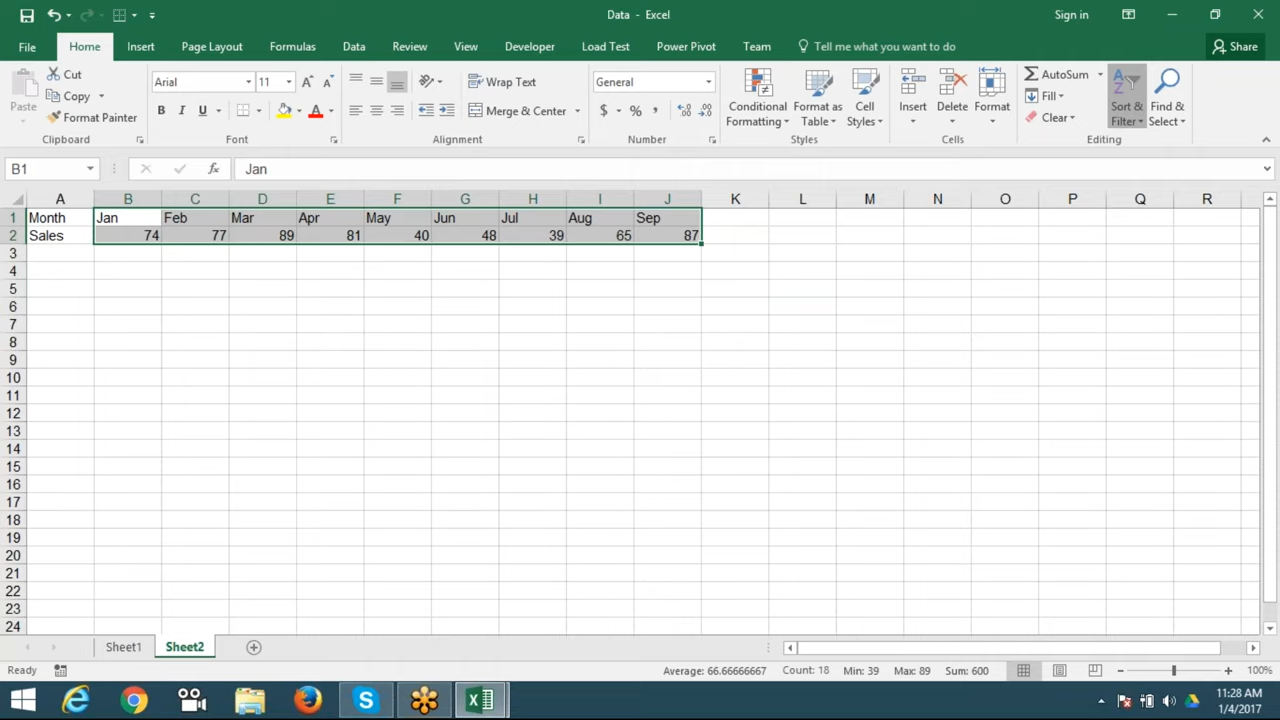 Data - Excel
Sign in
File Home Insert Page Layout Formulas Data Review View Developer Load Test Power Pivot Team Tell me what you want to do Share
Paste
Cut
Copy
Format Painter
Clipboard
Arial 11
B I U
A A A
Font
Wrap Text
Merge & Center
Alignment
General
$ % ,
Number
Conditional Formatting
Format as Table
Cell Styles
Styles
Insert
Delete
Format
Cells
AutoSum
Fill
Clear
Sort & Filter
Find & Select
Editing
B1 fx Jan
A B C D E F G H I J K L M N O P Q R
1 Month Jan Feb Mar Apr May Jun Jul Aug Sep
2 Sales 74 77 89 81 40 48 39 65 87
3
4
5
6
7
8
9
10
11
12
13
14
15
16
17
18
19
20
21
22
23
24
Sheet1 Sheet2
Ready Average: 66.66666667 Count: 18 Min: 39 Max: 89 Sum: 600 100%
11:28 AM
1/4/2017